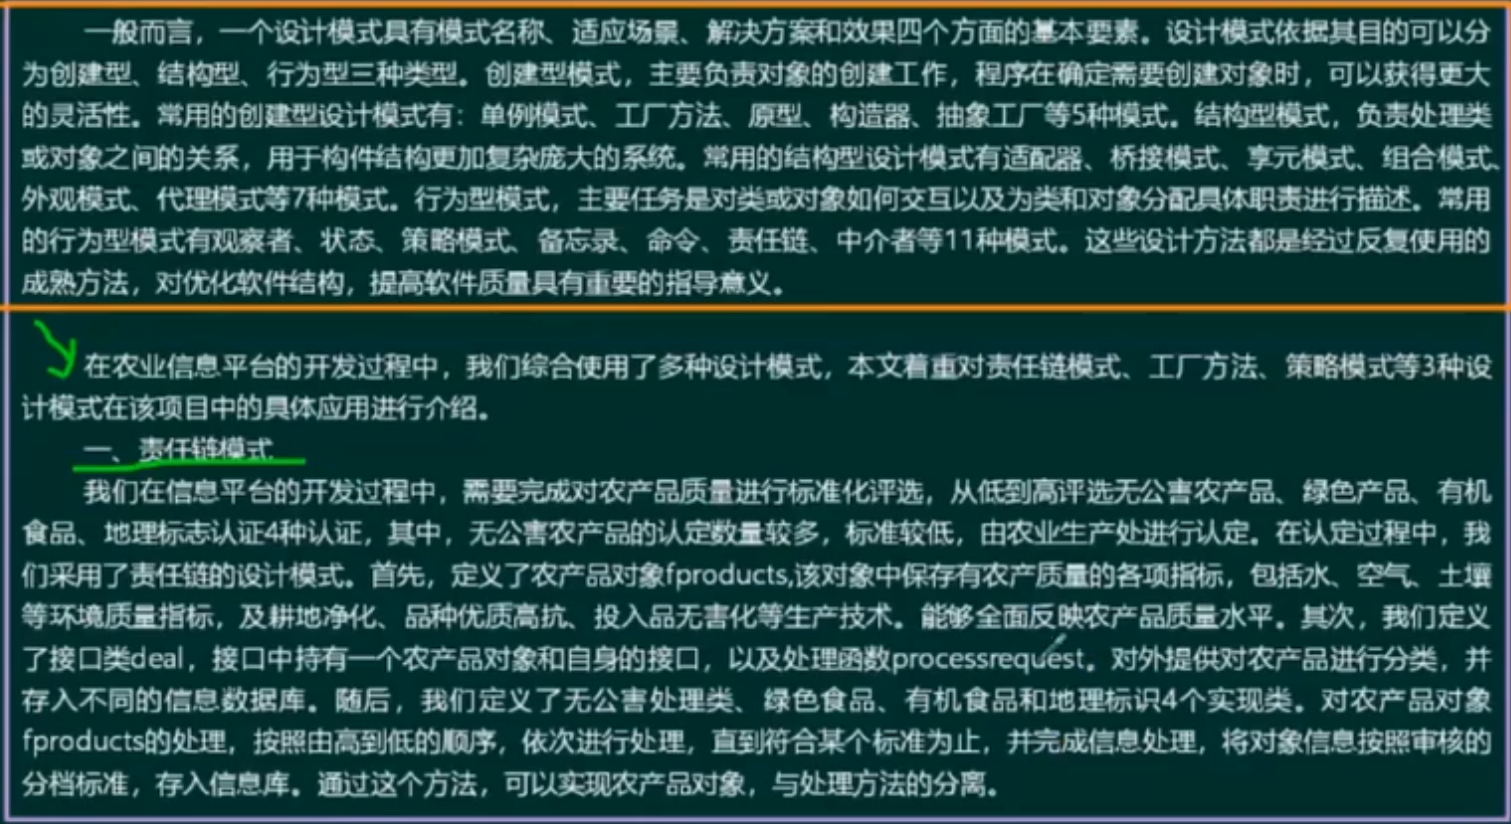 一般而言，一个设计模式具有模式名称、适应场景、解决方案和效果四个方面的基本要素。设计模式依据其目的可以分
为创建型、结构型、行为型三种类型。创建型模式，主要负责对象的创建工作，程序在确定需要创建对象时，可以获得更大
的灵活性。常用的创建型设计模式有：单例模式、工厂方法、原型、构造器、抽象工厂等5种模式。结构型模式，负责处理类
或对象之间的关系，用于构件结构更加复杂庞大的系统。常用的结构型设计模式有适配器、桥接模式、享元模式、组合模式、
外观模式、代理模式等7种模式。行为型模式，主要任务是对类或对象如何交互以及为类和对象分配具体职责进行描述。常用
的行为型模式有观察者、状态、策略模式、备忘录、命令、责任链、中介者等11种模式。这些设计方法都是经过反复使用的
成熟方法，对优化软件结构，提高软件质量具有重要的指导意义。
在农业信息平台的开发过程中，我们综合使用了多种设计模式，本文着重对责任链模式、工厂方法、策略模式等3种设
计模式在该项目中的具体应用进行介绍。
一、责任链模式
我们在信息平台的开发过程中，需要完成对农产品质量进行标准化评选，从低到高评选无公害农产品、绿色产品、有机
食品、地理标志认证4种认证，其中，无公害农产品的认定数量较多，标准较低，由农业生产处进行认定。在认定过程中，我
们采用了责任链的设计模式。首先，定义了农产品对象fproducts,该对象中保存有农产质量的各项指标，包括水、空气、土壤
等环境质量指标，及耕地净化、品种优质高抗、投入品无害化等生产技术。能够全面反映农产品质量水平。其次，我们定义
了接口类deal，接口中持有一个农产品对象和自身的接口，以及处理函数processrequest。对外提供对农产品进行分类，并
存入不同的信息数据库。随后，我们定义了无公害处理类、绿色食品、有机食品和地理标识4个实现类。对农产品对象
fproducts的处理，按照由高到低的顺序，依次进行处理，直到符合某个标准为止，并完成信息处理，将对象信息按照审核的
分档标准，存入信息库。通过这个方法，可以实现农产品对象，与处理方法的分离。